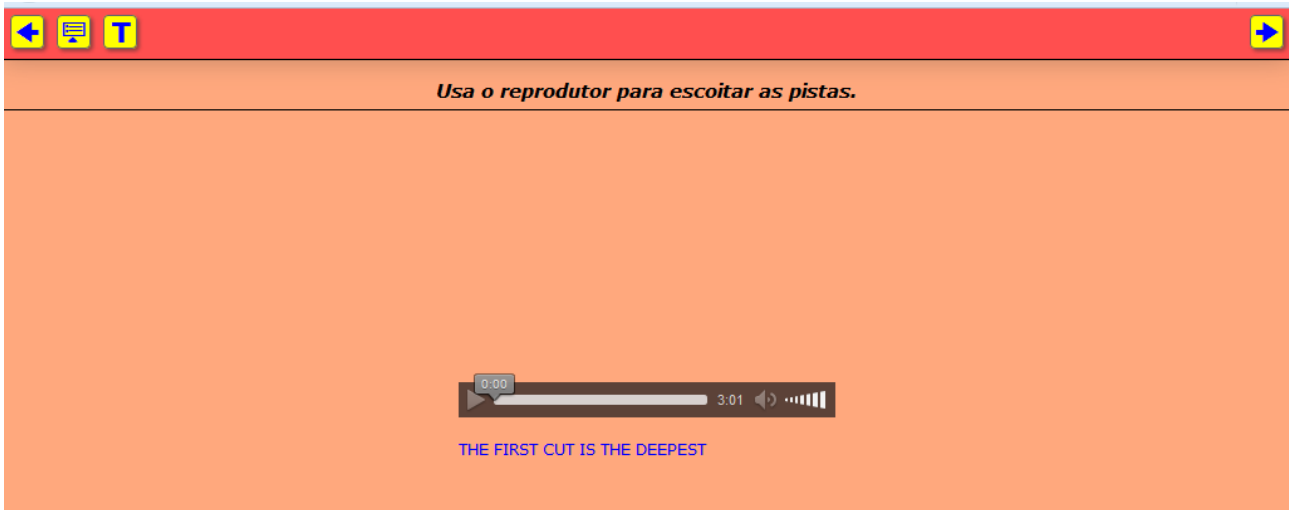 T
Usa o reprodutor para escoitar as pistas.
0:00
3:01
THE FIRST CUT IS THE DEEPEST